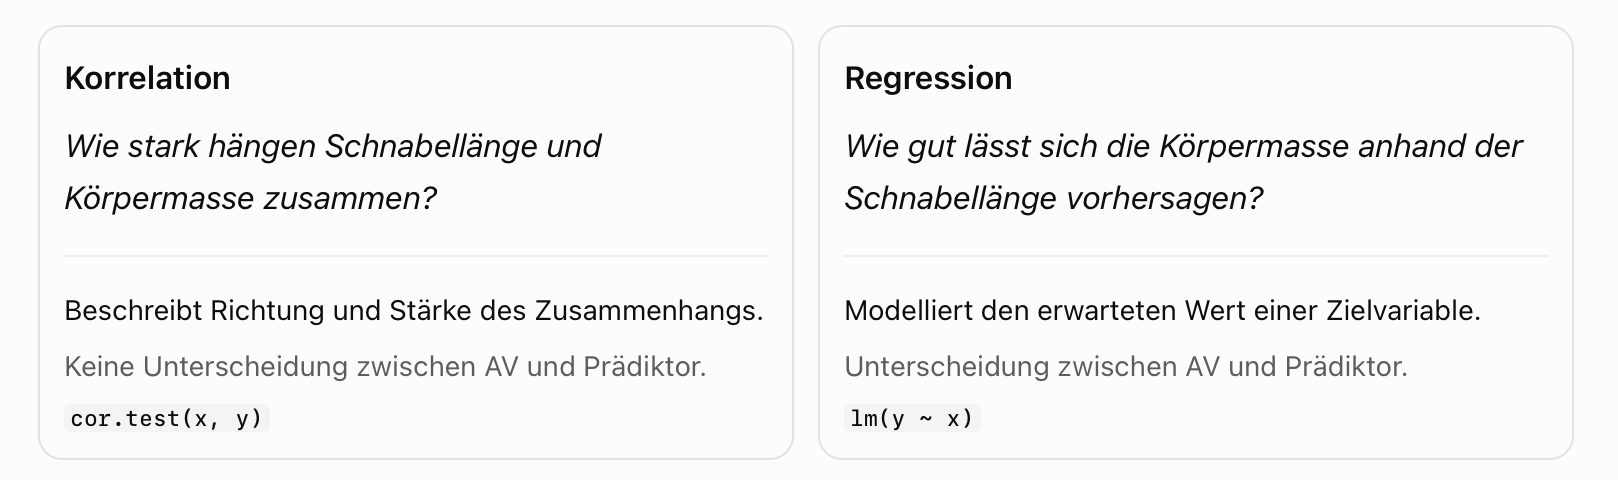 Korrelation
Wie stark hängen Schnabellänge und
Körpermasse zusammen?
Beschreibt Richtung und Stärke des Zusammenhangs.
Keine Unterscheidung zwischen AV und Prädiktor.
cor.test(x, y)
Regression
Wie gut lässt sich die Körpermasse anhand der
Schnabellänge vorhersagen?
Modelliert den erwarteten Wert einer Zielvariable.
Unterscheidung zwischen AV und Prädiktor.
lm(y ~ x)